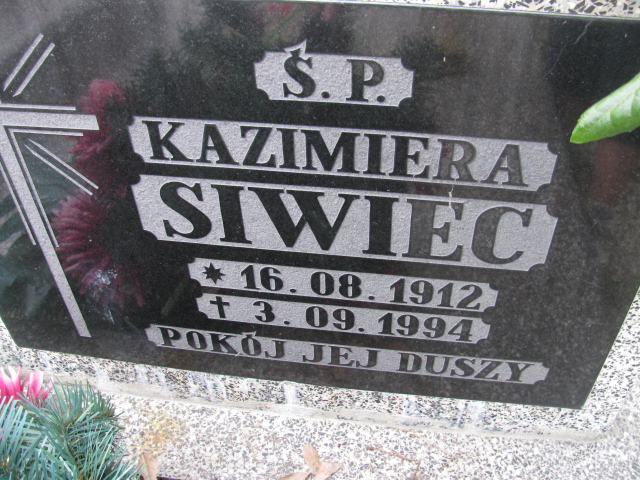 Ś.P.
KAZIMIERA
SIWIEC
* 16.08.1912
† 3.09.1994
POKÓJ JEJ DUSZY